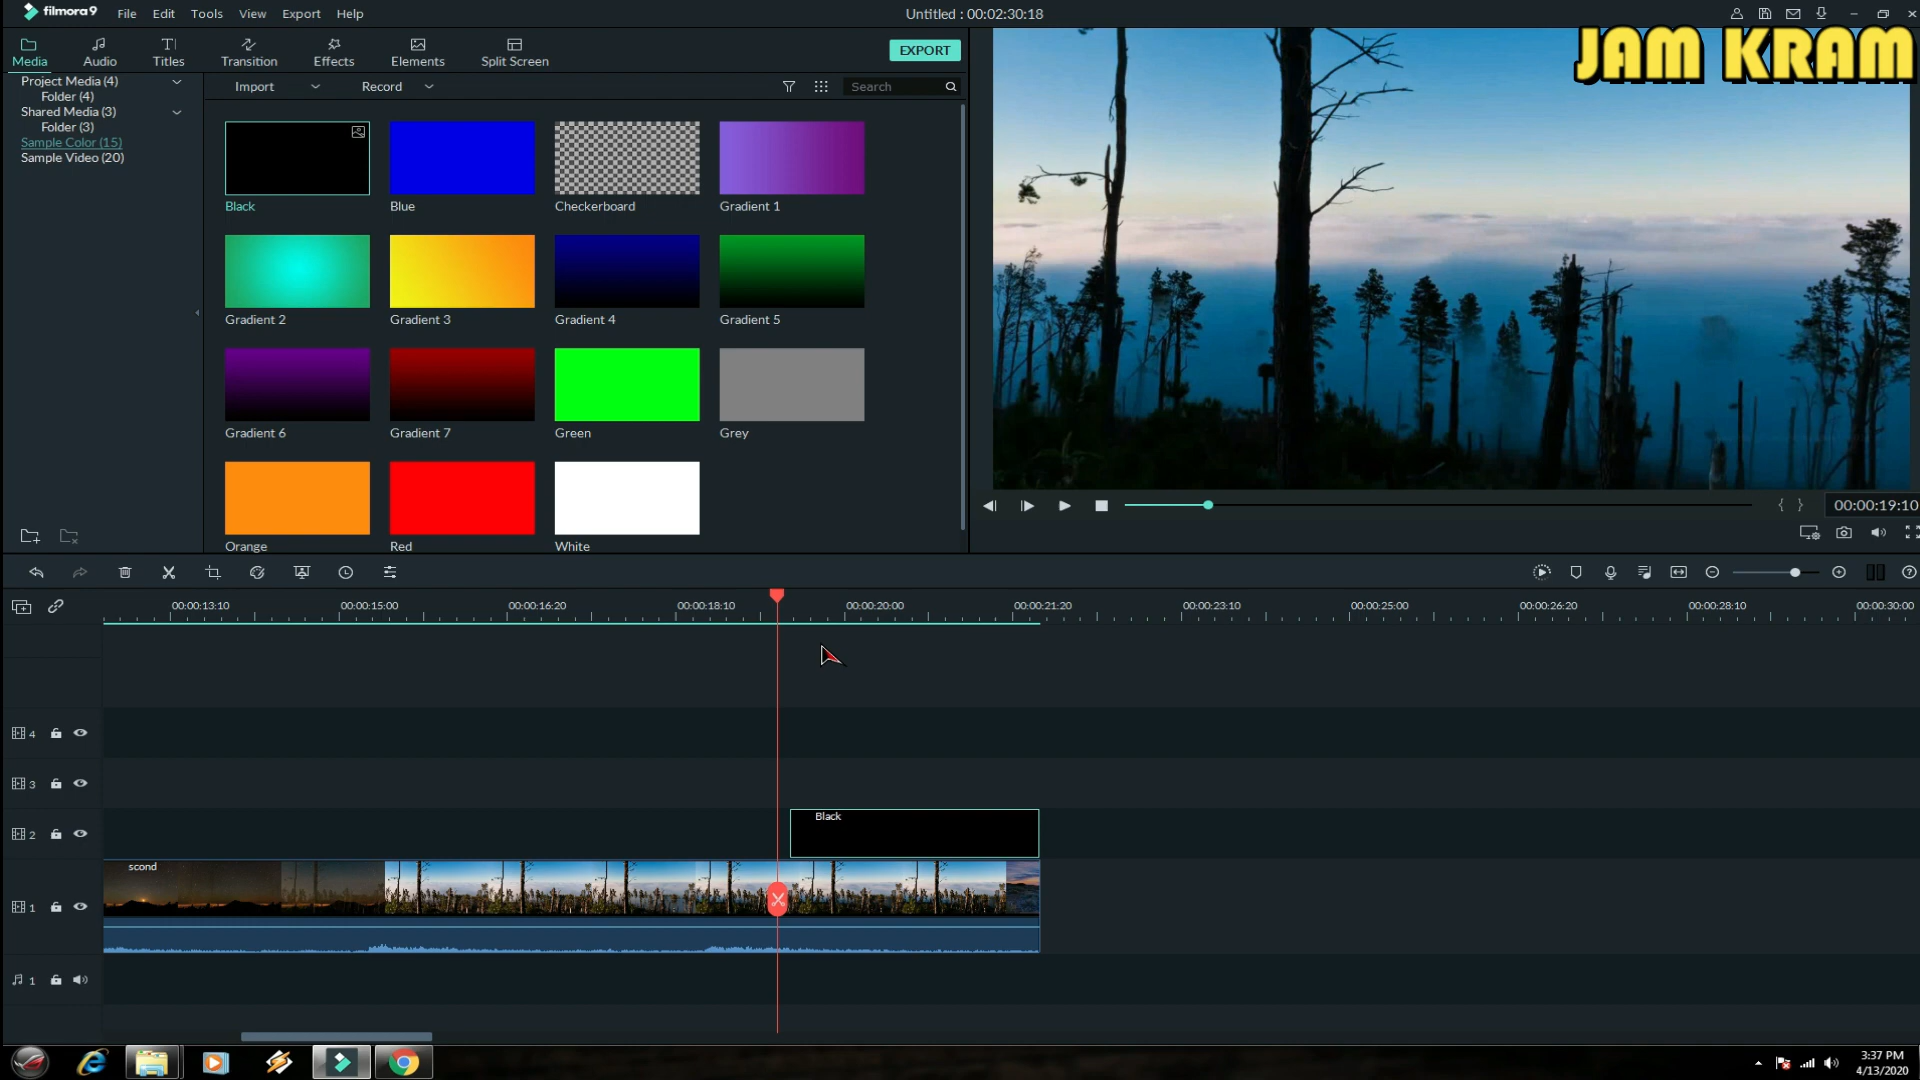 filmora9 File Edit Tools View Export Help Untitled : 00:02:30:18
JAM KRAM
Media Audio Titles Transition Effects Elements Split Screen EXPORT
Project Media (4)
Folder (4)
Shared Media (3)
Folder (3)
Sample Color (15)
Sample Video (20)
Import Record Search
Black Blue Checkerboard Gradient 1
Gradient 2 Gradient 3 Gradient 4 Gradient 5
Gradient 6 Gradient 7 Green Grey
Orange Red White
00:00:19:10
00:00:13:10 00:00:15:00 00:00:16:20 00:00:18:10 00:00:20:00 00:00:21:20 00:00:23:10 00:00:25:00 00:00:26:20 00:00:28:10 00:00:30:00
4
3
2 Black
scond
1
1
3:37 PM
4/13/2020